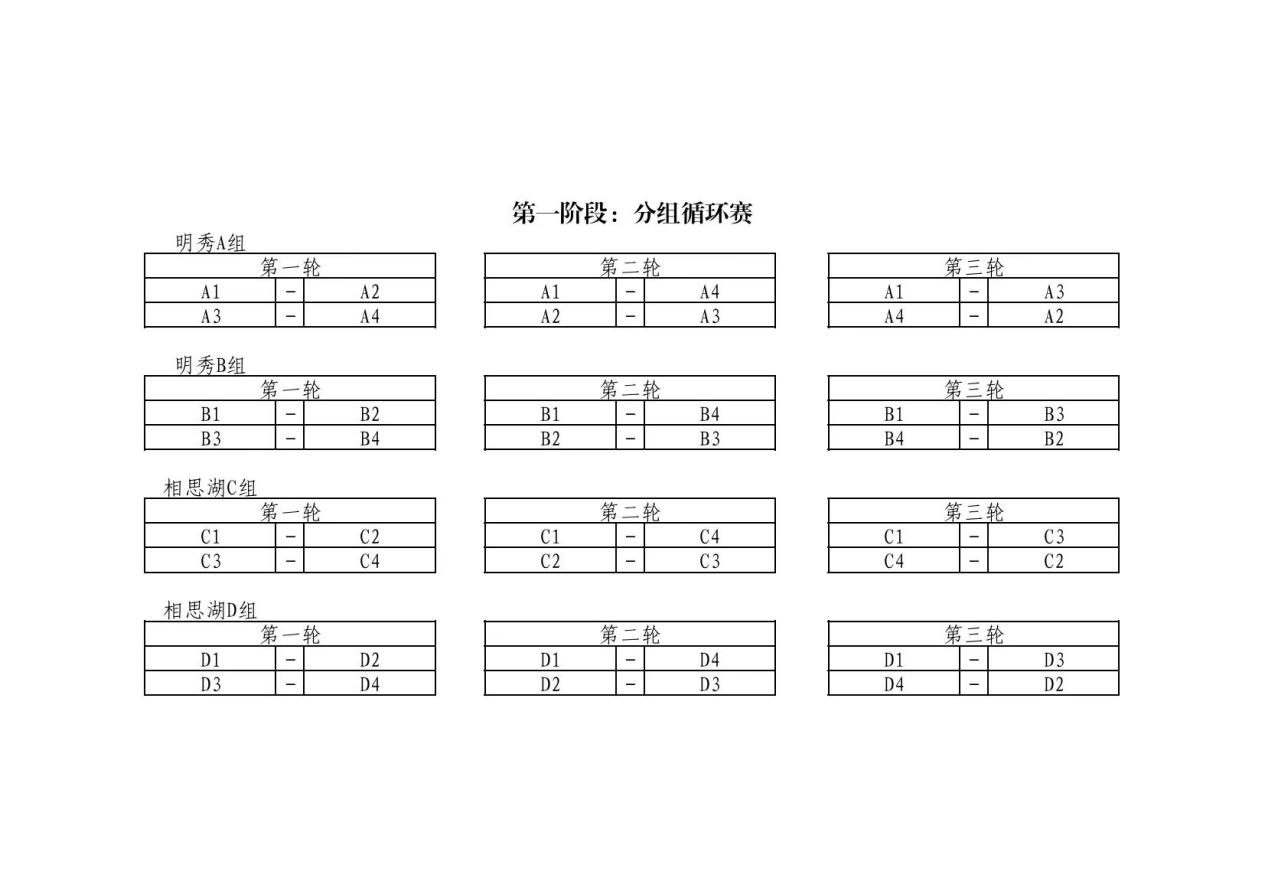 第一阶段：分组循环赛
明秀A组
第一轮 第二轮 第三轮
A1 - A2 A1 - A4 A1 - A3
A3 - A4 A2 - A3 A4 - A2
明秀B组
第一轮 第二轮 第三轮
B1 - B2 B1 - B4 B1 - B3
B3 - B4 B2 - B3 B4 - B2
相思湖C组
第一轮 第二轮 第三轮
C1 - C2 C1 - C4 C1 - C3
C3 - C4 C2 - C3 C4 - C2
相思湖D组
第一轮 第二轮 第三轮
D1 - D2 D1 - D4 D1 - D3
D3 - D4 D2 - D3 D4 - D2